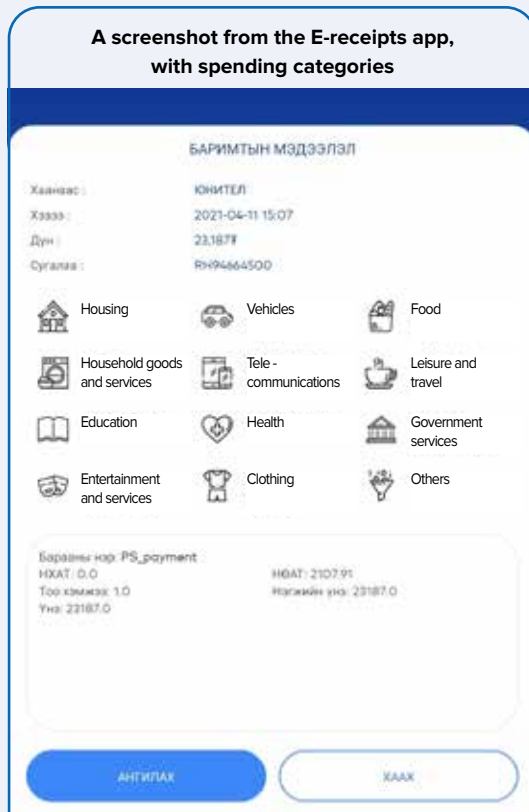 A screenshot from the E-receipts app,
with spending categories
БАРИМТЫН МЭДЭЭЛЭЛ
Хаанаас : ЮНИТЕЛ
Хэзээ : 2021-04-11 15:07
Дүн : 23,187₮
Сугалаа : RH94664500
Housing
Vehicles
Food
Household goods
and services
Tele -
communications
Leisure and
travel
Education
Health
Government
services
Entertainment
and services
Clothing
Others
Барааны нэр: PS_payment
НХАТ: 0.0 НӨАТ: 2107.91
Тоо хэмжээ: 1.0 Нэгжийн үнэ: 23187.0
Үнэ: 23187.0
АНГИЛАХ
ХААХ